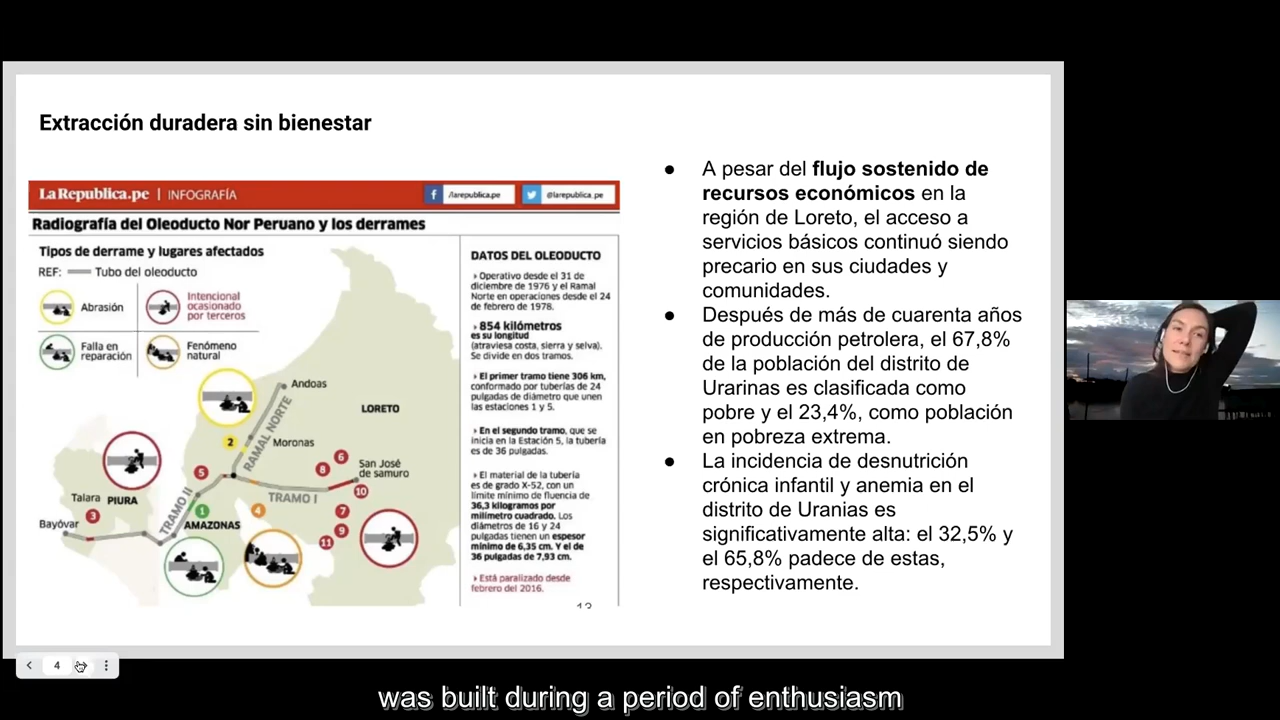 Extracción duradera sin bienestar
LaRepublica.pe | INFOGRAFÍA
/larepublica.pe
@larepublica_pe
Radiografía del Oleoducto Nor Peruano y los derrames
Tipos de derrame y lugares afectados
REF: Tubo del oleoducto
Abrasión
Intencional
ocasionado
por terceros
Falla en
reparación
Fenómeno
natural
Andoas
LORETO
RAMAL NORTE
2
Moronas
6
5
8
San José
de samuro
TRAMO I
10
Talara
PIURA
3
TRAMO II
1
4
7
Bayóvar
AMAZONAS
9
11
DATOS DEL OLEODUCTO
Operativo desde el 31 de
diciembre de 1976 y el Ramal
Norte en operaciones desde el 24
de febrero de 1978.
854 kilómetros
es su longitud
(atraviesa costa, sierra y selva).
Se divide en dos tramos.
El primer tramo tiene 306 km,
conformado por tuberías de 24
pulgadas de diámetro que unen
las estaciones 1 y 5.
En el segundo tramo, que se
inicia en la Estación 5, la tubería
es de 36 pulgadas.
El material de la tubería
es de grado X-52, con un
límite mínimo de fluencia de
36,3 kilogramos por
milímetro cuadrado. Los
diámetros de 16 y 24
pulgadas tienen un espesor
mínimo de 6,35 cm. Y el de
36 pulgadas de 7,93 cm.
Está paralizado desde
febrero del 2016.
● A pesar del flujo sostenido de
recursos económicos en la
región de Loreto, el acceso a
servicios básicos continuó siendo
precario en sus ciudades y
comunidades.
● Después de más de cuarenta años
de producción petrolera, el 67,8%
de la población del distrito de
Urarinas es clasificada como
pobre y el 23,4%, como población
en pobreza extrema.
● La incidencia de desnutrición
crónica infantil y anemia en el
distrito de Uranias es
significativamente alta: el 32,5% y
el 65,8% padece de estas,
respectivamente.
4
was built during a period of enthusiasm